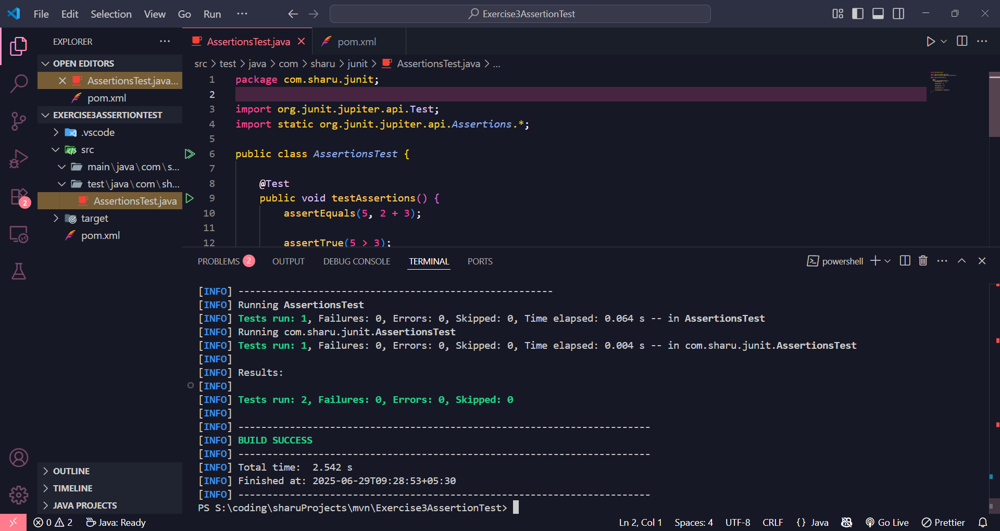 File Edit Selection View Go Run ··· Exercise3AssertionTest
EXPLORER ···
OPEN EDITORS
AssertionsTest.java...
pom.xml
EXERCISE3ASSERTIONTEST
.vscode
src
main\java\com\s...
test\java\com\sh...
AssertionsTest.java
target
pom.xml
2
OUTLINE
TIMELINE
JAVA PROJECTS
AssertionsTest.java pom.xml
src > test > java > com > sharu > junit > AssertionsTest.java > ...
1 package com.sharu.junit;
2
3 import org.junit.jupiter.api.Test;
4 import static org.junit.jupiter.api.Assertions.*;
5
6 public class AssertionsTest {
7
8 @Test
9 public void testAssertions() {
10 assertEquals(5, 2 + 3);
11
12 assertTrue(5 > 3);
PROBLEMS 2 OUTPUT DEBUG CONSOLE TERMINAL PORTS powershell
[INFO] -------------------------------------------------------
[INFO] Running AssertionsTest
[INFO] Tests run: 1, Failures: 0, Errors: 0, Skipped: 0, Time elapsed: 0.064 s -- in AssertionsTest
[INFO] Running com.sharu.junit.AssertionsTest
[INFO] Tests run: 1, Failures: 0, Errors: 0, Skipped: 0, Time elapsed: 0.004 s -- in com.sharu.junit.AssertionsTest
[INFO]
[INFO] Results:
[INFO]
[INFO] Tests run: 2, Failures: 0, Errors: 0, Skipped: 0
[INFO]
[INFO] ------------------------------------------------------------------------
[INFO] BUILD SUCCESS
[INFO] ------------------------------------------------------------------------
[INFO] Total time:  2.542 s
[INFO] Finished at: 2025-06-29T09:28:53+05:30
[INFO] ------------------------------------------------------------------------
PS S:\coding\sharuProjects\mvn\Exercise3AssertionTest>
0 2 Java: Ready Ln 2, Col 1 Spaces: 4 UTF-8 CRLF {} Java Go Live Prettier